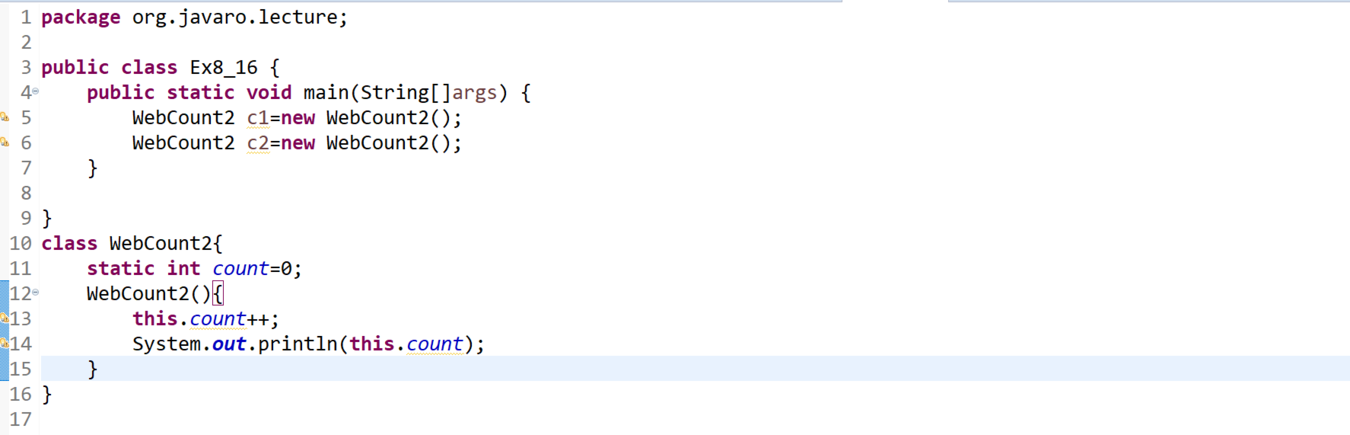 1 package org.javaro.lecture;
2
3 public class Ex8_16 {
4     public static void main(String[]args) {
5         WebCount2 c1=new WebCount2();
6         WebCount2 c2=new WebCount2();
7     }
8
9 }
10 class WebCount2{
11     static int count=0;
12     WebCount2(){
13         this.count++;
14         System.out.println(this.count);
15     }
16 }
17